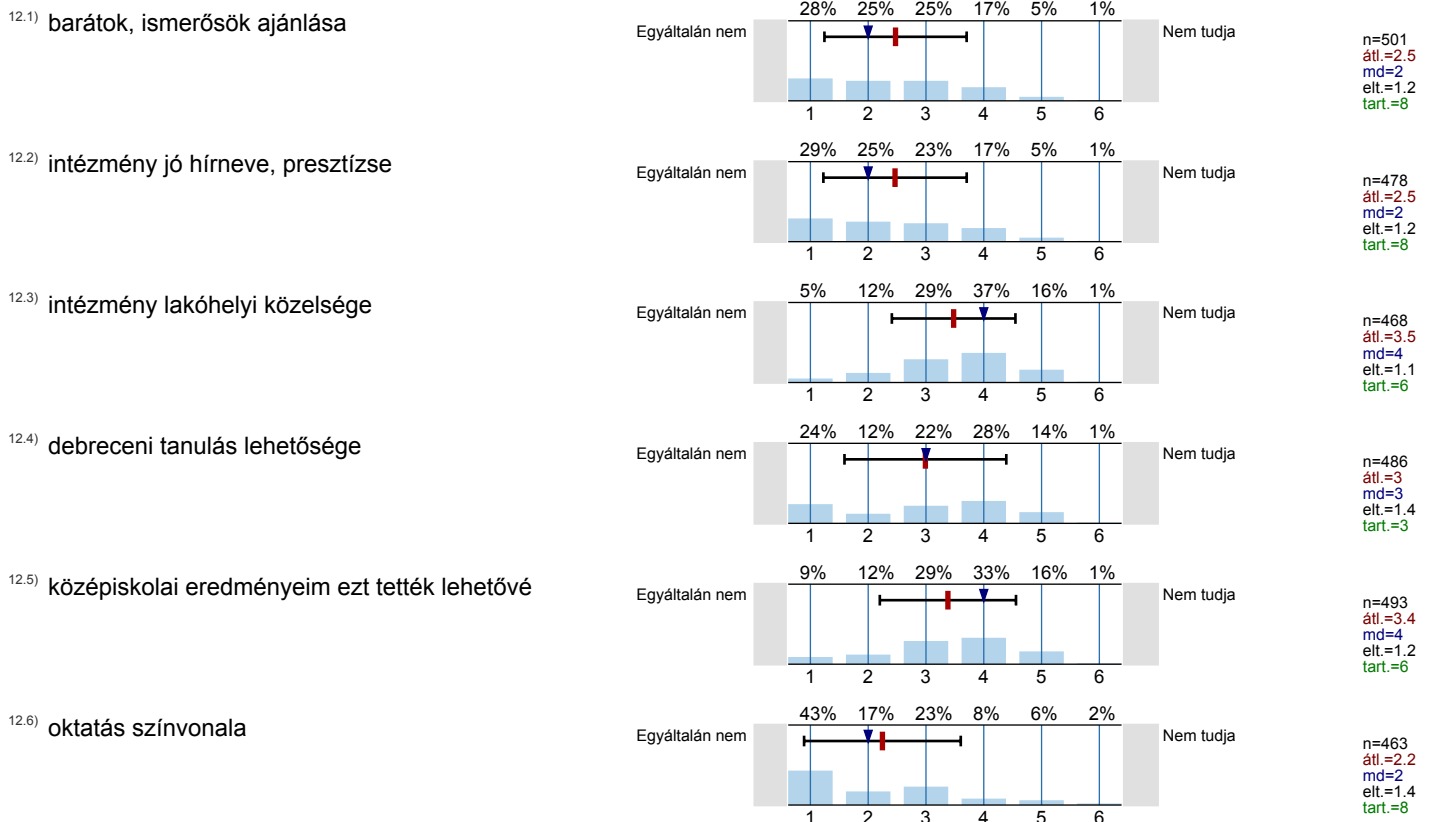 12.1) barátok, ismerősök ajánlása
28% 25% 25% 17% 5% 1%
Egyáltalán nem Nem tudja
1 2 3 4 5 6
n=501
átl.=2.5
md=2
elt.=1.2
tart.=8
12.2) intézmény jó hírneve, presztízse
29% 25% 23% 17% 5% 1%
Egyáltalán nem Nem tudja
1 2 3 4 5 6
n=478
átl.=2.5
md=2
elt.=1.2
tart.=8
12.3) intézmény lakóhelyi közelsége
5% 12% 29% 37% 16% 1%
Egyáltalán nem Nem tudja
1 2 3 4 5 6
n=468
átl.=3.5
md=4
elt.=1.1
tart.=6
12.4) debreceni tanulás lehetősége
24% 12% 22% 28% 14% 1%
Egyáltalán nem Nem tudja
1 2 3 4 5 6
n=486
átl.=3
md=3
elt.=1.4
tart.=3
12.5) középiskolai eredményeim ezt tették lehetővé
9% 12% 29% 33% 16% 1%
Egyáltalán nem Nem tudja
1 2 3 4 5 6
n=493
átl.=3.4
md=4
elt.=1.2
tart.=6
12.6) oktatás színvonala
43% 17% 23% 8% 6% 2%
Egyáltalán nem Nem tudja
1 2 3 4 5 6
n=463
átl.=2.2
md=2
elt.=1.4
tart.=8